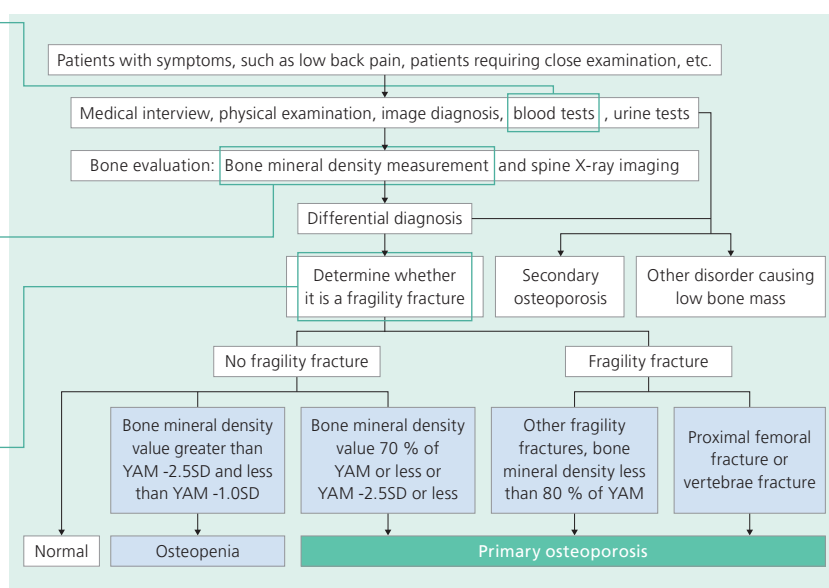 Patients with symptoms, such as low back pain, patients requiring close examination, etc.
Medical interview, physical examination, image diagnosis, blood tests , urine tests
Bone evaluation: Bone mineral density measurement and spine X-ray imaging
Differential diagnosis
Determine whether
it is a fragility fracture
Secondary
osteoporosis
Other disorder causing
low bone mass
No fragility fracture
Fragility fracture
Bone mineral density
value greater than
YAM -2.5SD and less
than YAM -1.0SD
Bone mineral density
value 70 % of
YAM or less or
YAM -2.5SD or less
Other fragility
fractures, bone
mineral density less
than 80 % of YAM
Proximal femoral
fracture or
vertebrae fracture
Normal
Osteopenia
Primary osteoporosis